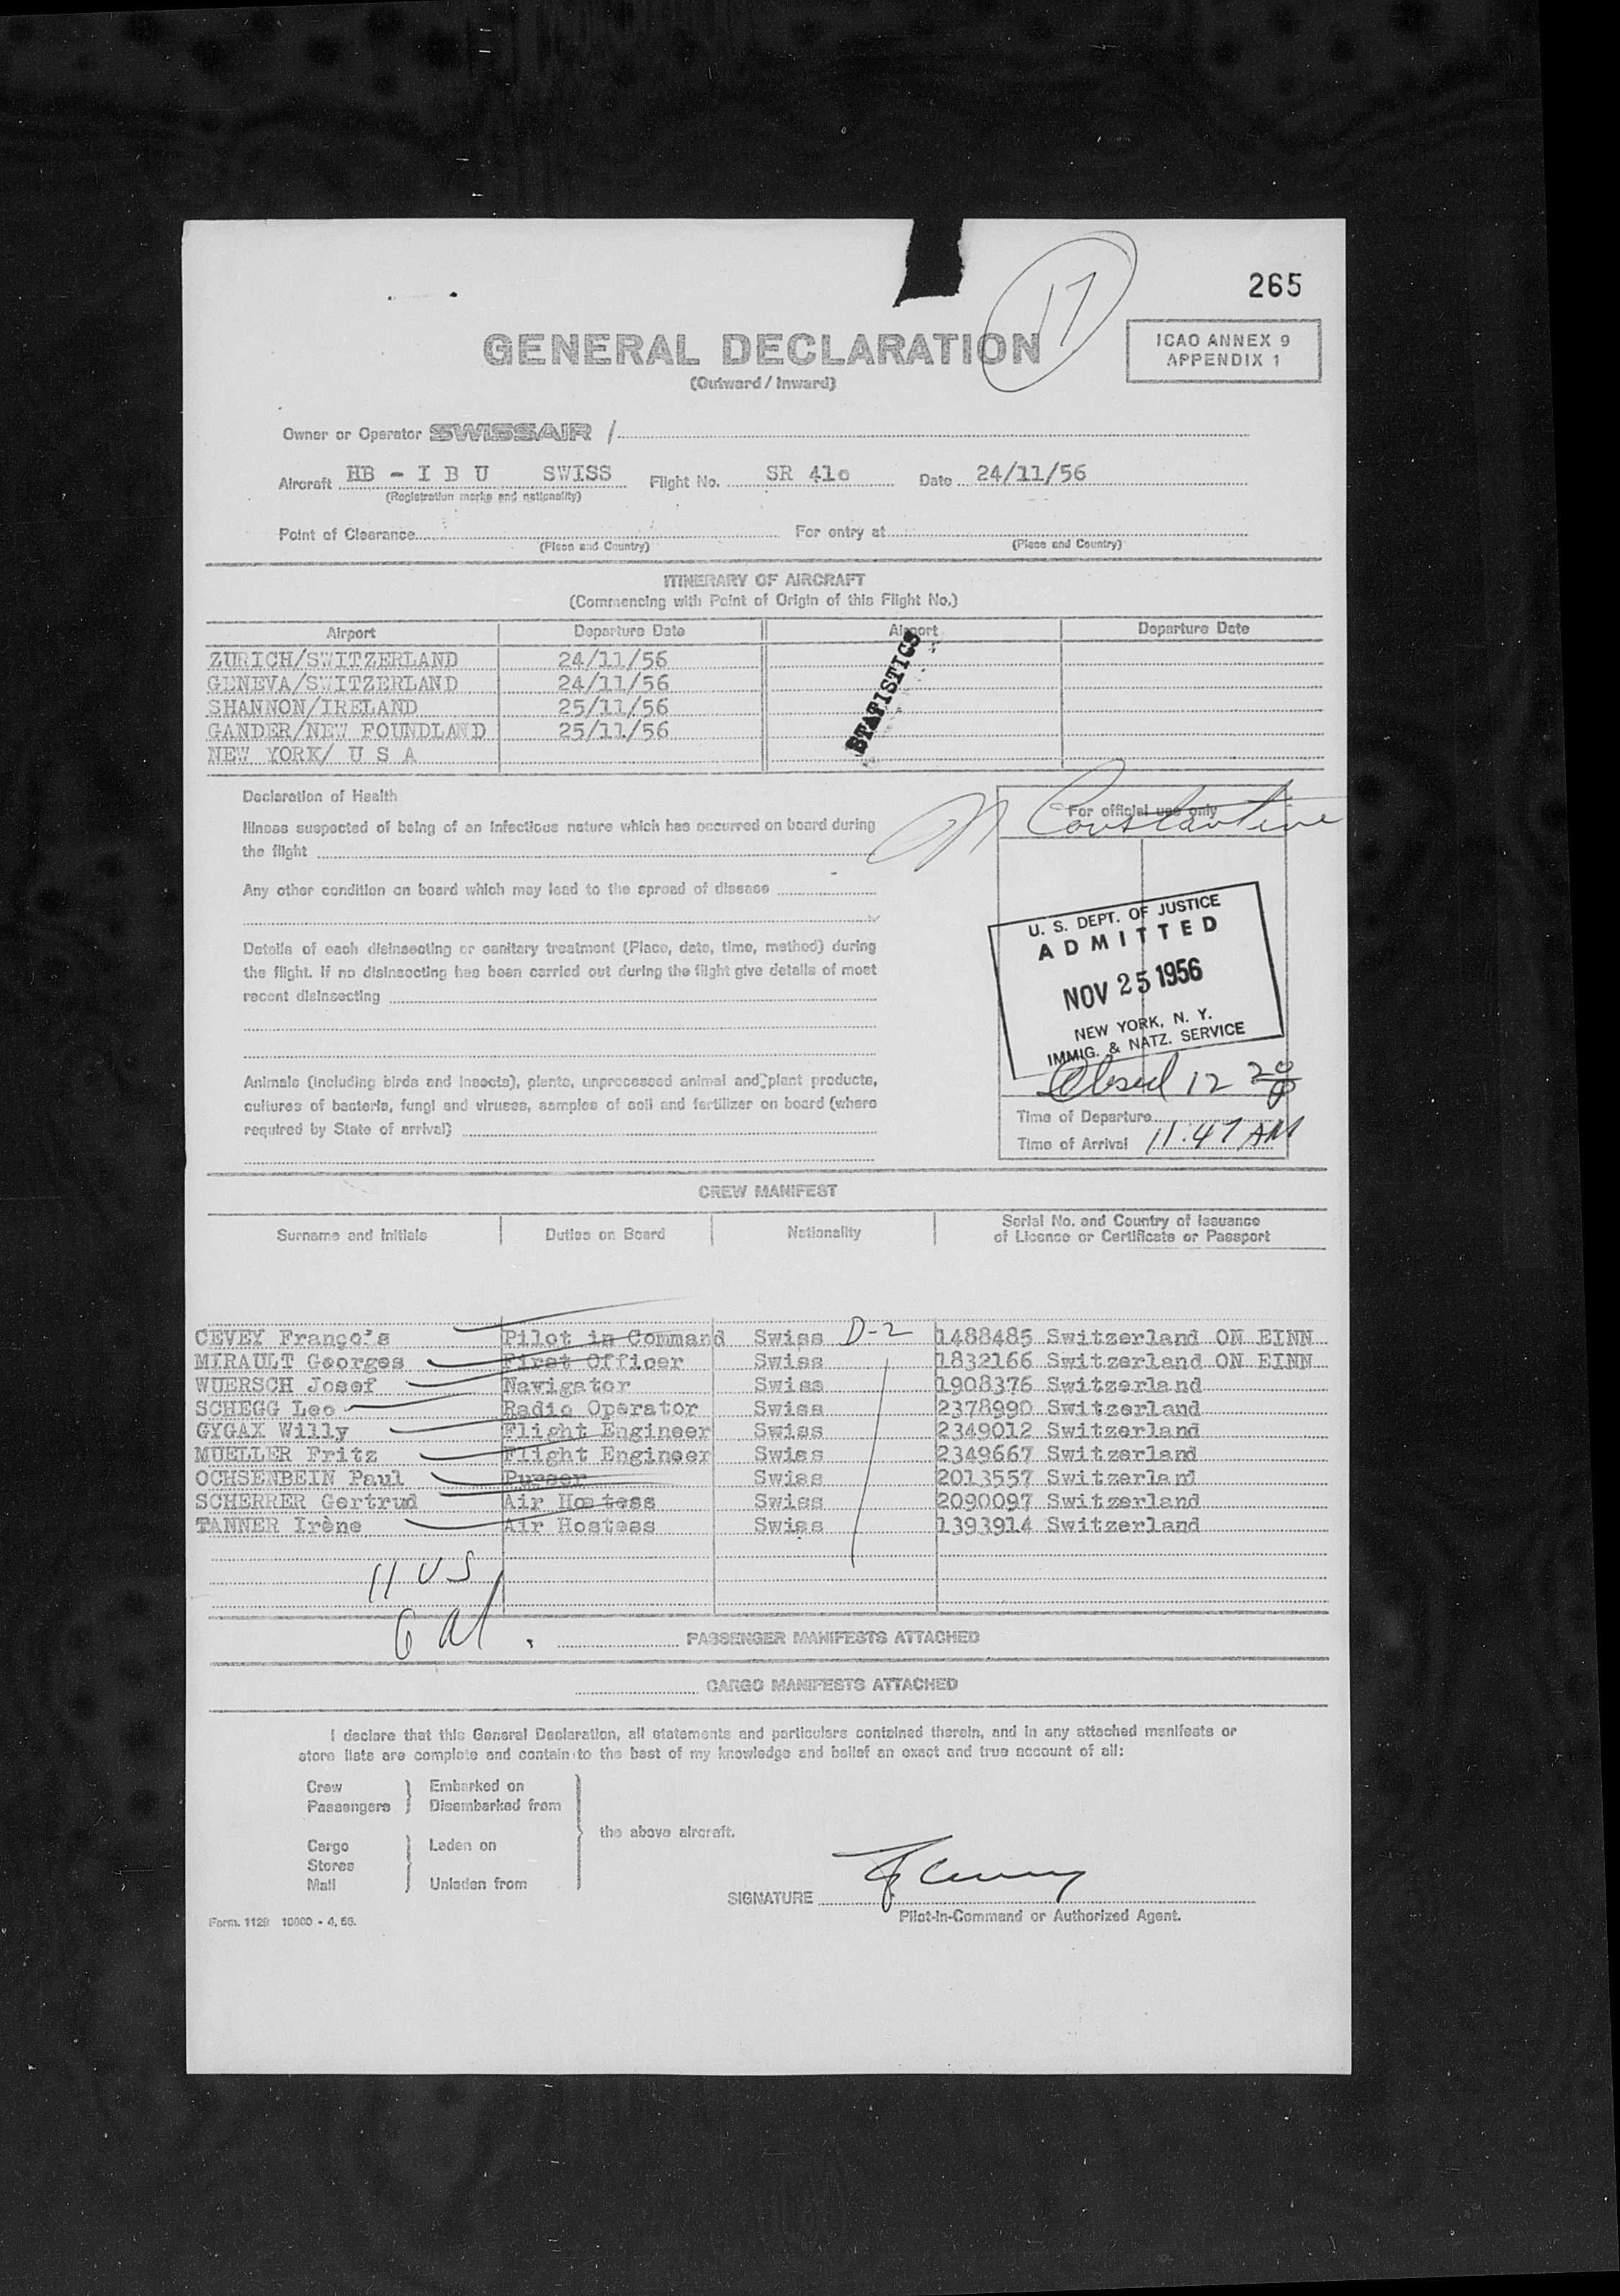 17
265
GENERAL DECLARATION
(Outward / Inward)
ICAO ANNEX 9
APPENDIX 1
Owner or Operator SWISSAIR /
Aircraft HB - I B U SWISS Flight No. SR 41o Date 24/11/56
(Registration marks and nationality)
Point of Clearance For entry at
(Place and Country) (Place and Country)
ITINERARY OF AIRCRAFT
(Commencing with Point of Origin of this Flight No.)
Airport Departure Date Airport Departure Date
ZURICH/SWITZERLAND 24/11/56
GENEVA/SWITZERLAND 24/11/56
SHANNON/IRELAND 25/11/56
GANDER/NEW FOUNDLAND 25/11/56
NEW YORK/ U S A
STATISTICS
Declaration of Health
Illness suspected of being of an infectious nature which has occurred on board during
the flight
Any other condition on board which may lead to the spread of disease
Details of each disinsecting or sanitary treatment (Place, date, time, method) during
the flight. If no disinsecting has been carried out during the flight give details of most
recent disinsecting
Animals (including birds and insects), plants, unprocessed animal and plant products,
cultures of bacteria, fungi and viruses, samples of soil and fertilizer on board (where
required by State of arrival)
For official use only
Constantine
U. S. DEPT. OF JUSTICE
ADMITTED
NOV 25 1956
NEW YORK, N. Y.
IMMIG. & NATZ. SERVICE
Closed 12 20 P
Time of Departure
Time of Arrival 11.47 AM
CREW MANIFEST
Surname and Initials Duties on Board Nationality Serial No. and Country of Issuance
of Licence or Certificate or Passport
CEVEY Franço's Pilot in Command Swiss D-2 1488485 Switzerland ON EINN
MIRAULT Georges First Officer Swiss 1832166 Switzerland ON EINN
WUERSCH Josef Navigator Swiss 1908376 Switzerland
SCHEGG Leo Radio Operator Swiss 2378990 Switzerland
GYGAX Willy Flight Engineer Swiss 2349012 Switzerland
MUELLER Fritz Flight Engineer Swiss 2349667 Switzerland
OCHSENBEIN Paul Purser Swiss 2013557 Switzerland
SCHERRER Gertrud Air Hostess Swiss 2090097 Switzerland
TANNER Irène Air Hostess Swiss 1393914 Switzerland
11 US
6 al
PASSENGER MANIFESTS ATTACHED
CARGO MANIFESTS ATTACHED
I declare that this General Declaration, all statements and particulars contained therein, and in any attached manifests or
store lists are complete and contain to the best of my knowledge and belief an exact and true account of all:
Crew Embarked on
Passengers Disembarked from
the above aircraft.
Cargo Laden on
Stores
Mail Unladen from
SIGNATURE
Pilot-in-Command or Authorized Agent.
Form. 1129 10000 - 4. 56.